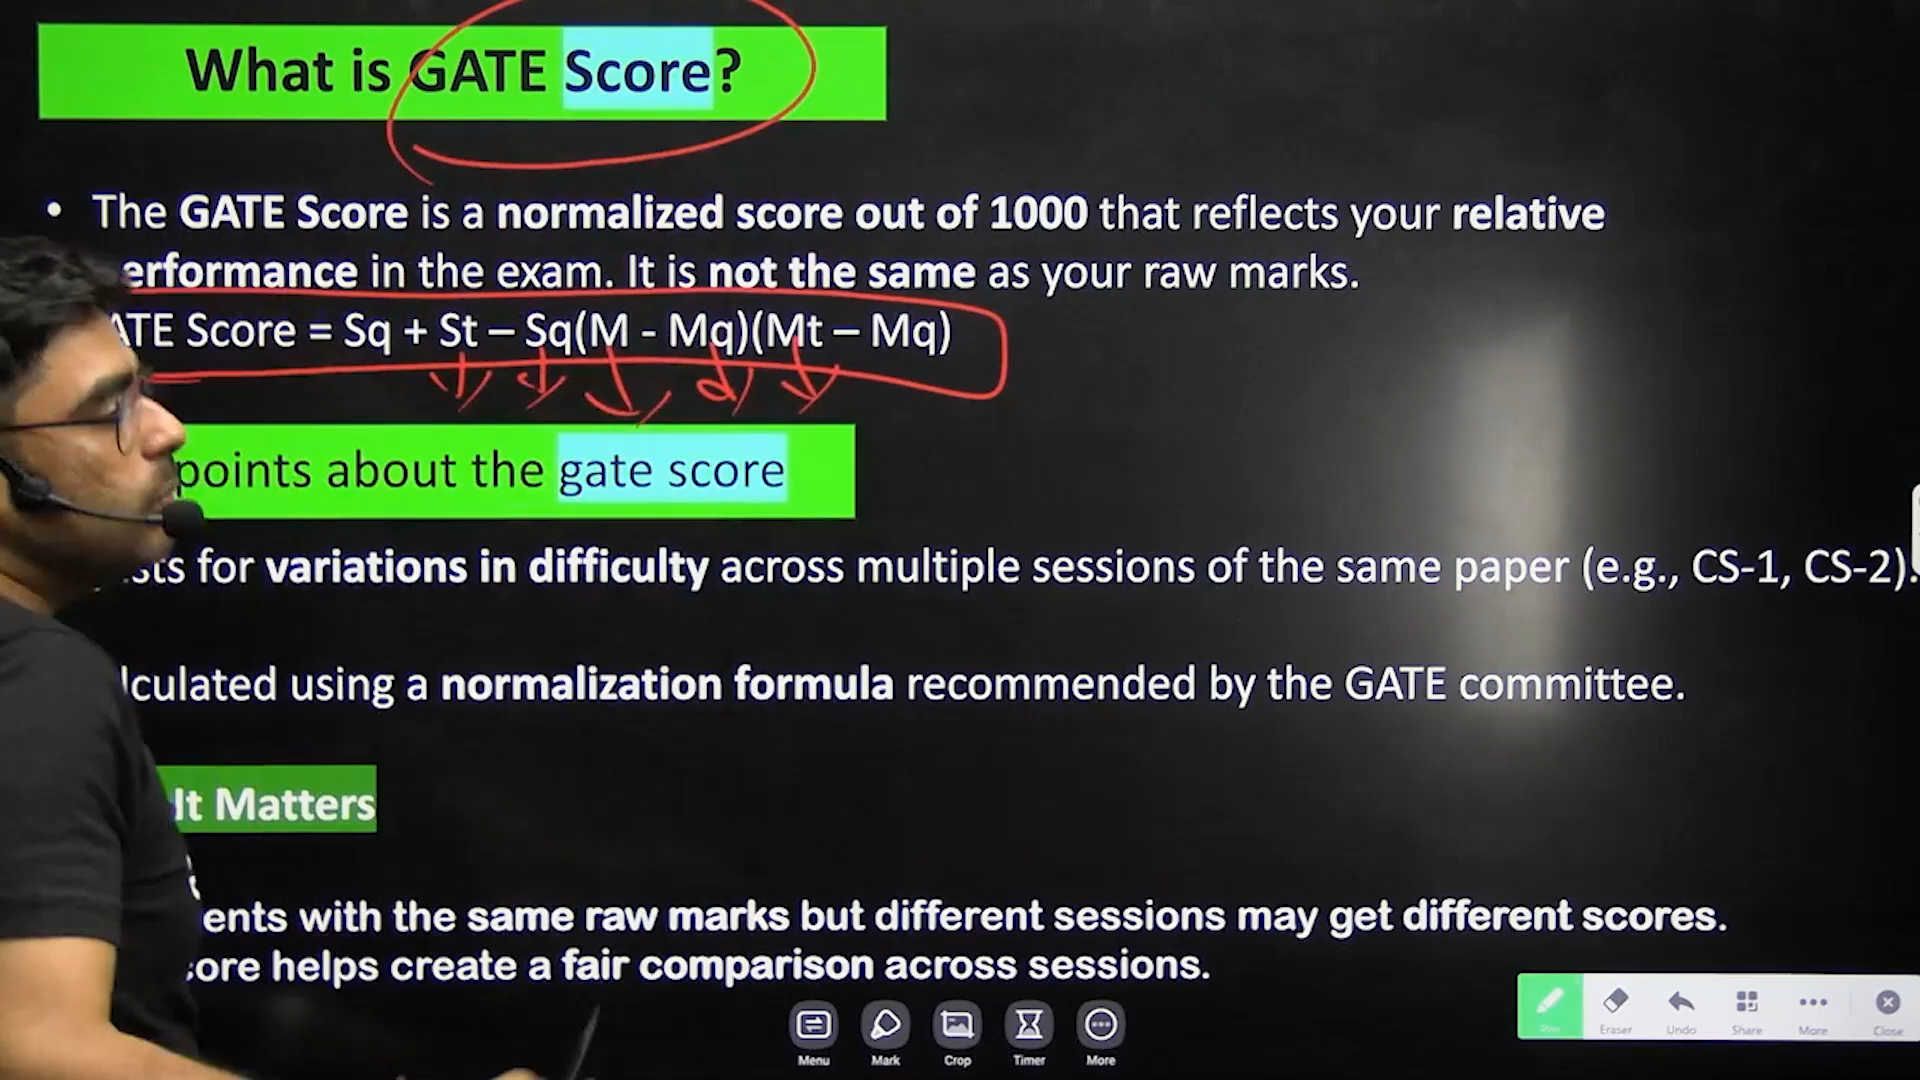 What is GATE Score?
• The GATE Score is a normalized score out of 1000 that reflects your relative
erformance in the exam. It is not the same as your raw marks.
ATE Score = Sq + St – Sq(M - Mq)(Mt – Mq)
points about the gate score
sts for variations in difficulty across multiple sessions of the same paper (e.g., CS-1, CS-2).
lculated using a normalization formula recommended by the GATE committee.
It Matters
ents with the same raw marks but different sessions may get different scores.
ore helps create a fair comparison across sessions.
Menu Mark Crop Timer More
Pen Eraser Undo Share More Close